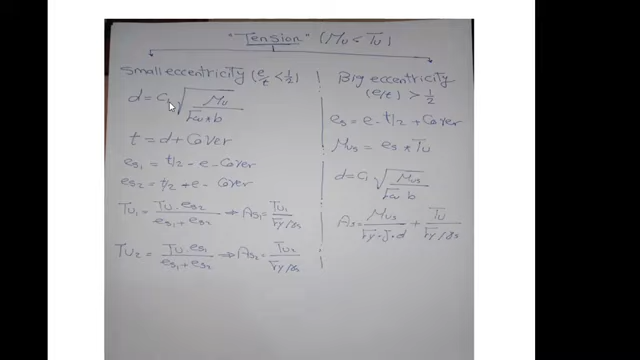 "Tension" (Mu < Tu)
Small eccentricity (e/t < 1/2)
d = C1 √(Mu / Fcu * b)
t = d + Cover
es1 = t/2 - e - Cover
es2 = t/2 + e - Cover
Tu1 = Tu . es2 / es1 + es2 ⇒ As1 = Tu1 / Fy/γs
Tu2 = Tu . es1 / es1 + es2 ⇒ As2 = Tu2 / Fy/γs
Big eccentricity
(e/t) > 1/2
es = e - t/2 + Cover
Mus = es * Tu
d = C1 √(Mus / Fcu b)
As = Mus / Fy . J . d + Tu / Fy/γs